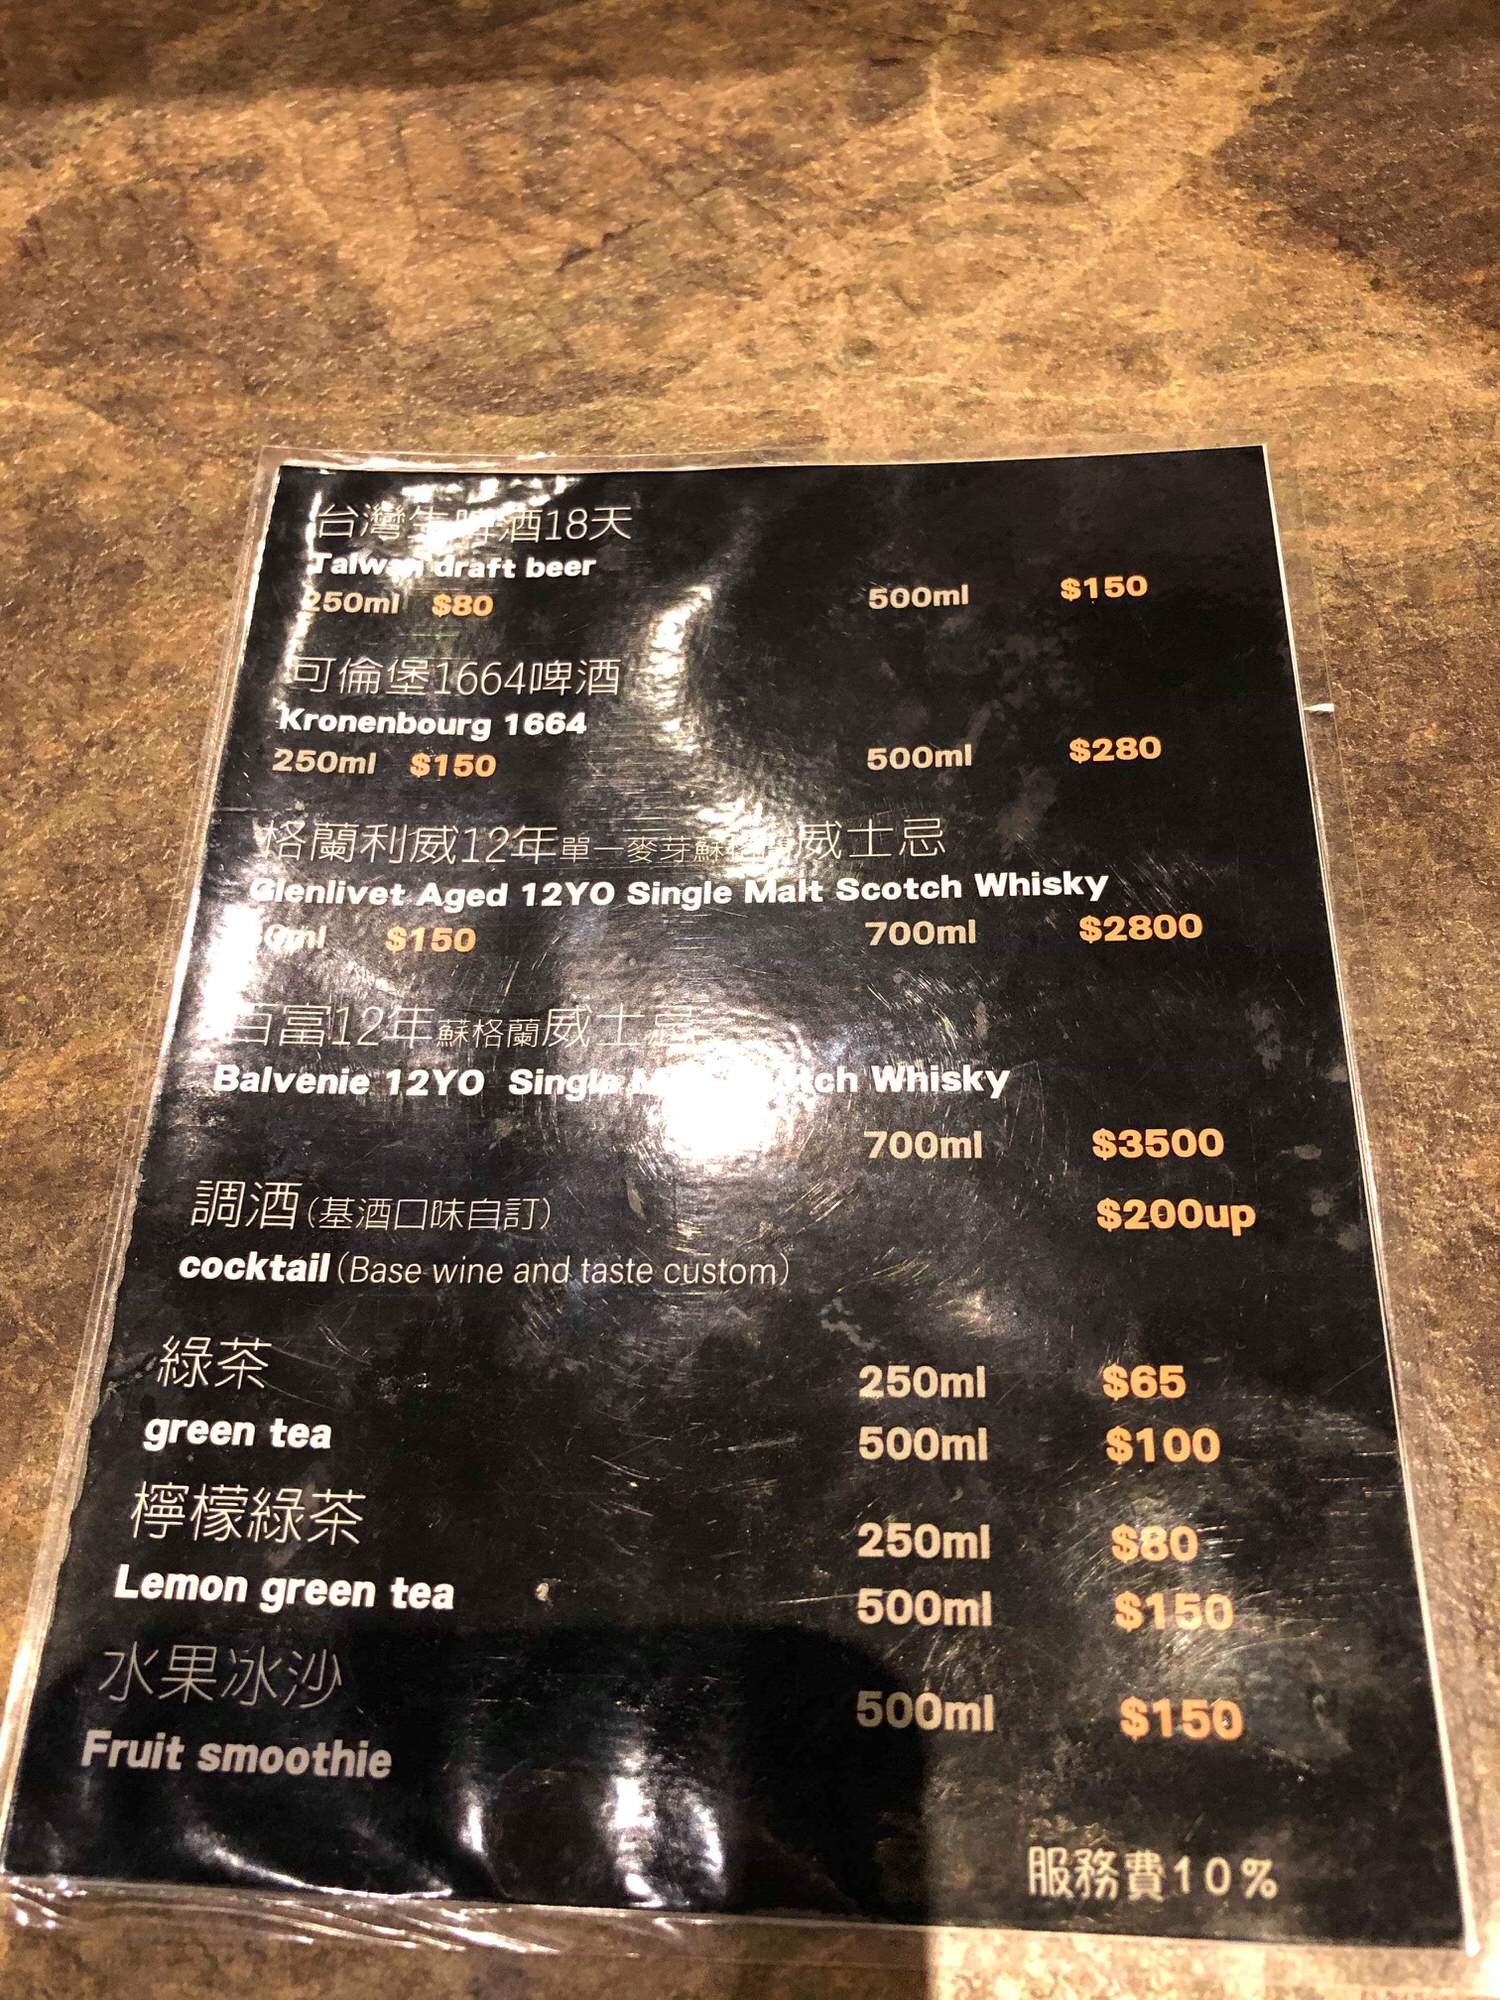 台灣生啤酒18天
Taiwan draft beer
250ml $80 500ml $150
可倫堡1664啤酒
Kronenbourg 1664
250ml $150 500ml $280
格蘭利威12年單一麥芽蘇格蘭威士忌
Glenlivet Aged 12YO Single Malt Scotch Whisky
$150 700ml $2800
百富12年蘇格蘭威士忌
Balvenie 12YO Single Whisky
700ml $3500
調酒(基酒口味自訂) $200up
cocktail(Base wine and taste custom)
綠茶 250ml $65
green tea 500ml $100
檸檬綠茶 250ml $80
Lemon green tea 500ml $150
水果冰沙 500ml $150
Fruit smoothie
服務費10%